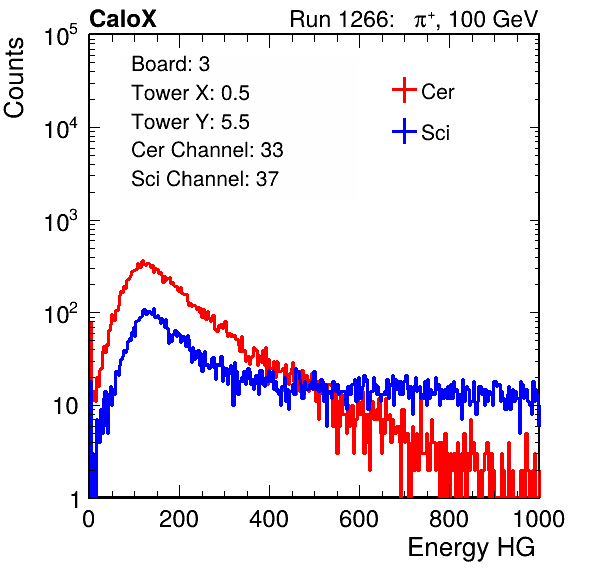 CaloX Run 1266: π⁺, 100 GeV
Counts
Board: 3
Tower X: 0.5
Tower Y: 5.5
Cer Channel: 33
Sci Channel: 37
Cer
Sci
10⁵
10⁴
10³
10²
10
1
0 200 400 600 800 1000
Energy HG